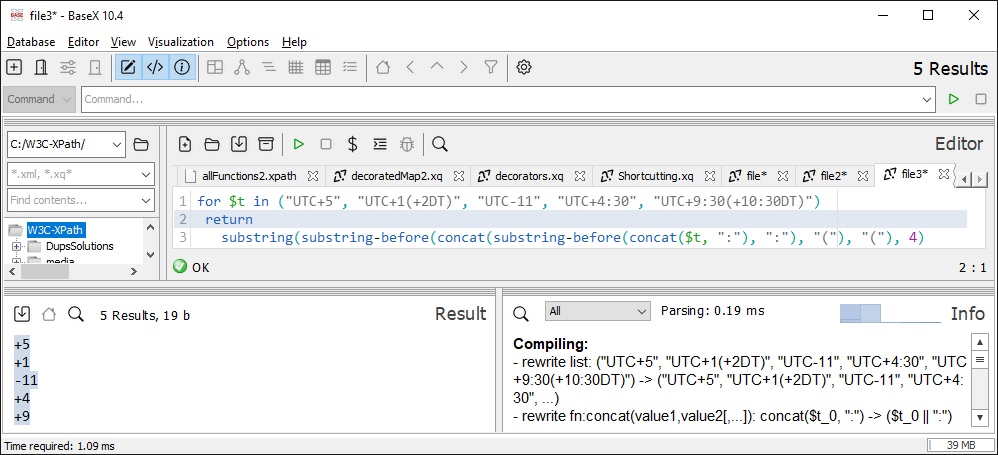 file3* - BaseX 10.4
Database Editor View Visualization Options Help
5 Results
Command Command...
C:/W3C-XPath/
Editor
*.xml, *.xq*
Find contents...
W3C-XPath
DupsSolutions
media
allFunctions2.xpath decoratedMap2.xq decorators.xq Shortcutting.xq file* file2* file3*
1 for $t in ("UTC+5", "UTC+1(+2DT)", "UTC-11", "UTC+4:30", "UTC+9:30(+10:30DT)")
2 return
3 substring(substring-before(concat(substring-before(concat($t, ":"), ":"), "("), "("), 4)
OK 2 : 1
5 Results, 19 b Result
+5
+1
-11
+4
+9
All Parsing: 0.19 ms Info
Compiling:
- rewrite list: ("UTC+5", "UTC+1(+2DT)", "UTC-11", "UTC+4:30", "UTC
+9:30(+10:30DT)") -> ("UTC+5", "UTC+1(+2DT)", "UTC-11", "UTC+4:
30", ...)
- rewrite fn:concat(value1,value2[,...]): concat($t_0, ":") -> ($t_0 || ":")
Time required: 1.09 ms 39 MB